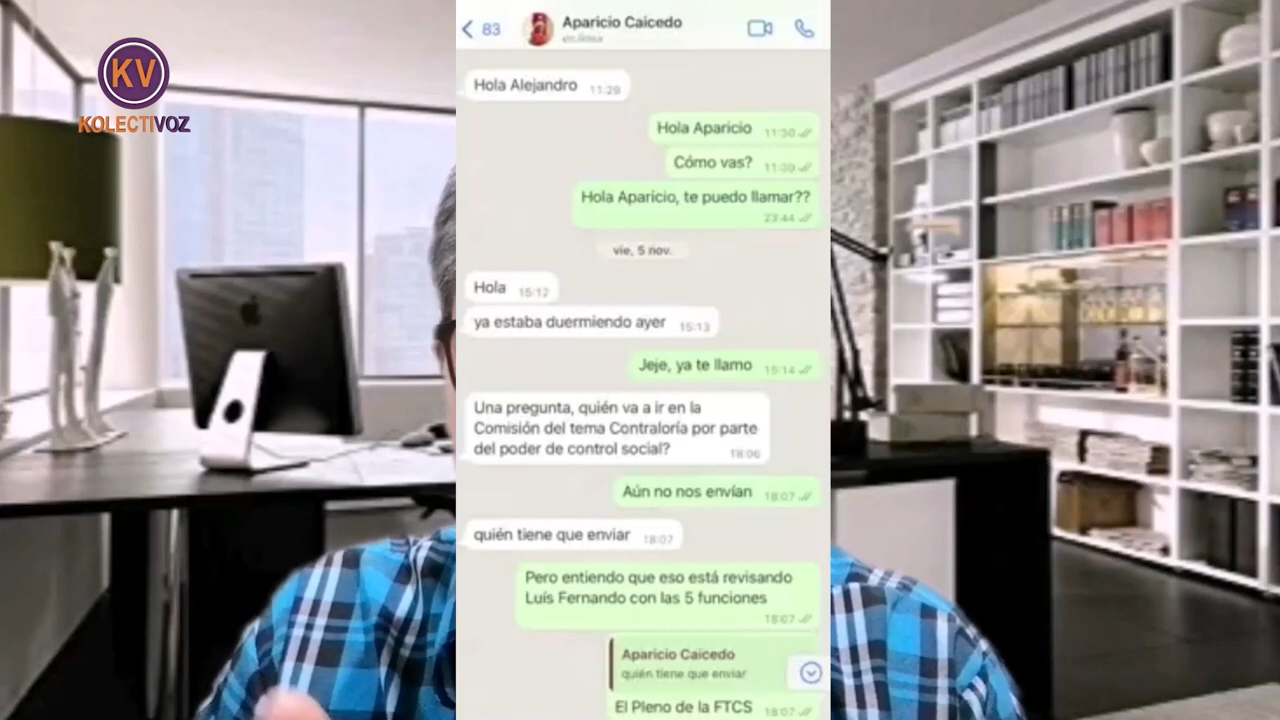 KV
KOLECTIVOZ
83
Aparicio Caicedo
en línea
Hola Alejandro 11:29
Hola Aparicio 11:30
Cómo vas? 11:30
Hola Aparicio, te puedo llamar??
23:44
vie, 5 nov.
Hola 15:12
ya estaba duermiendo ayer 15:13
Jeje, ya te llamo 15:14
Una pregunta, quién va a ir en la
Comisión del tema Contraloría por parte
del poder de control social? 18:06
Aún no nos envían 18:07
quién tiene que enviar 18:07
Pero entiendo que eso está revisando
Luís Fernando con las 5 funciones
18:07
Aparicio Caicedo
quién tiene que enviar
El Pleno de la FTCS 18:07